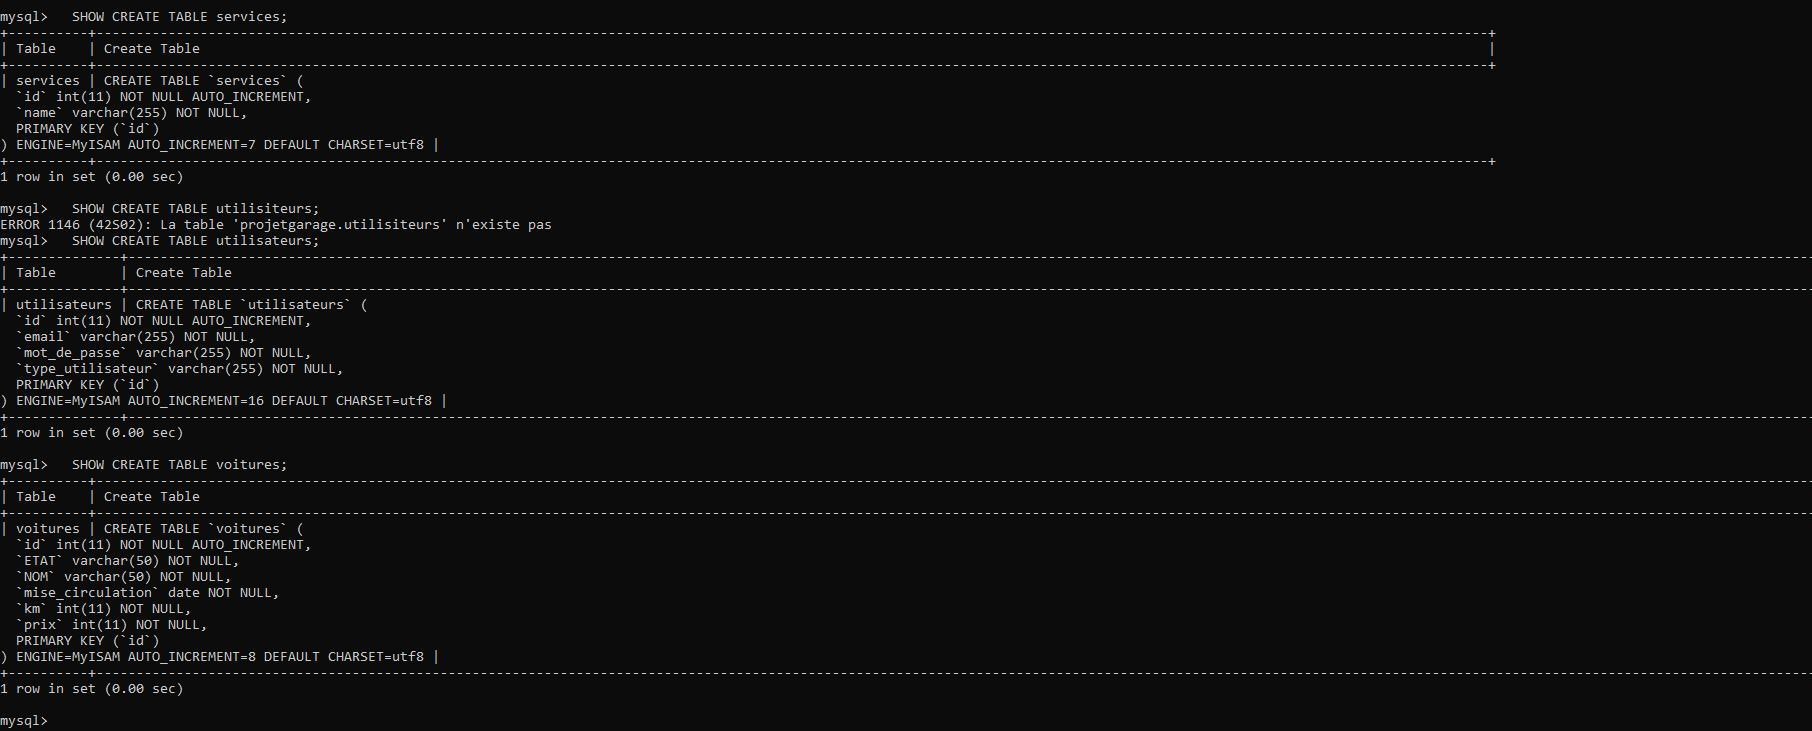 mysql>   SHOW CREATE TABLE services;
| Table    | Create Table |
| services | CREATE TABLE `services` (
  `id` int(11) NOT NULL AUTO_INCREMENT,
  `name` varchar(255) NOT NULL,
  PRIMARY KEY (`id`)
) ENGINE=MyISAM AUTO_INCREMENT=7 DEFAULT CHARSET=utf8 |
1 row in set (0.00 sec)
mysql>   SHOW CREATE TABLE utilisiteurs;
ERROR 1146 (42S02): La table 'projetgarage.utilisiteurs' n'existe pas
mysql>   SHOW CREATE TABLE utilisateurs;
| Table        | Create Table
| utilisateurs | CREATE TABLE `utilisateurs` (
  `id` int(11) NOT NULL AUTO_INCREMENT,
  `email` varchar(255) NOT NULL,
  `mot_de_passe` varchar(255) NOT NULL,
  `type_utilisateur` varchar(255) NOT NULL,
  PRIMARY KEY (`id`)
) ENGINE=MyISAM AUTO_INCREMENT=16 DEFAULT CHARSET=utf8 |
1 row in set (0.00 sec)
mysql>   SHOW CREATE TABLE voitures;
| Table    | Create Table
| voitures | CREATE TABLE `voitures` (
  `id` int(11) NOT NULL AUTO_INCREMENT,
  `ETAT` varchar(50) NOT NULL,
  `NOM` varchar(50) NOT NULL,
  `mise_circulation` date NOT NULL,
  `km` int(11) NOT NULL,
  `prix` int(11) NOT NULL,
  PRIMARY KEY (`id`)
) ENGINE=MyISAM AUTO_INCREMENT=8 DEFAULT CHARSET=utf8 |
1 row in set (0.00 sec)
mysql>